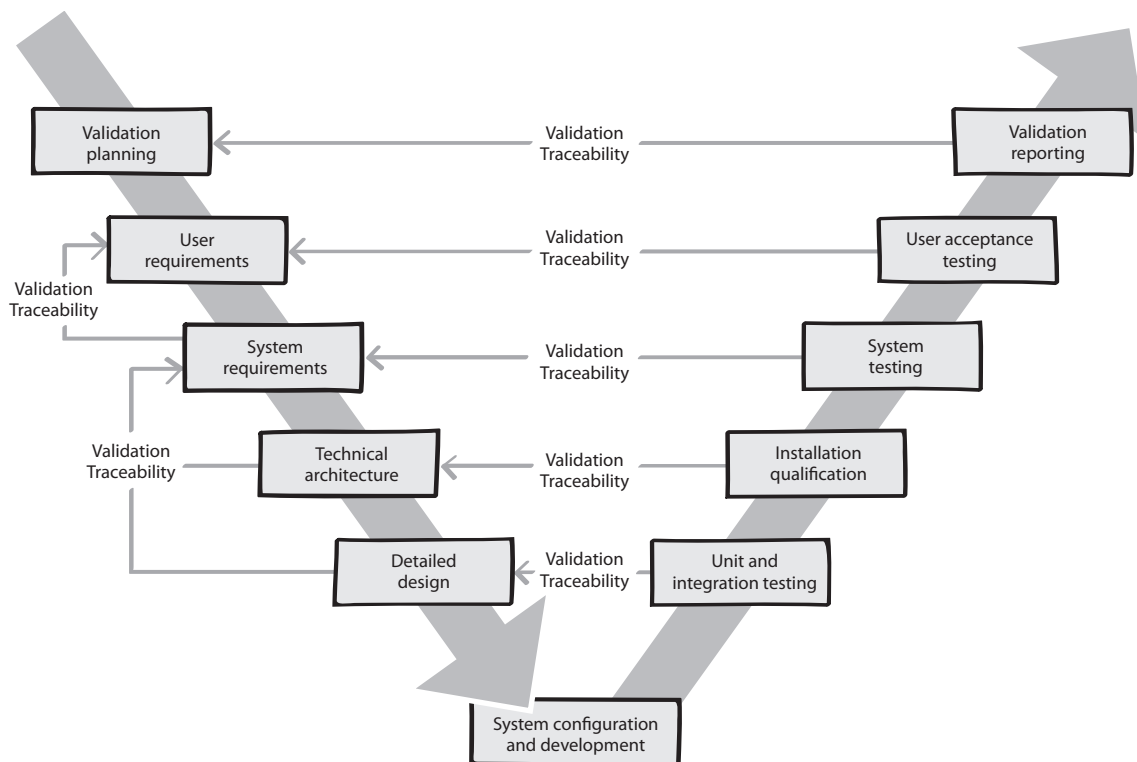 Validation
planning
Validation
Traceability
Validation
reporting
User
requirements
Validation
Traceability
User acceptance
testing
Validation
Traceability
System
requirements
Validation
Traceability
System
testing
Validation
Traceability
Technical
architecture
Validation
Traceability
Installation
qualification
Detailed
design
Validation
Traceability
Unit and
integration testing
System configuration
and development